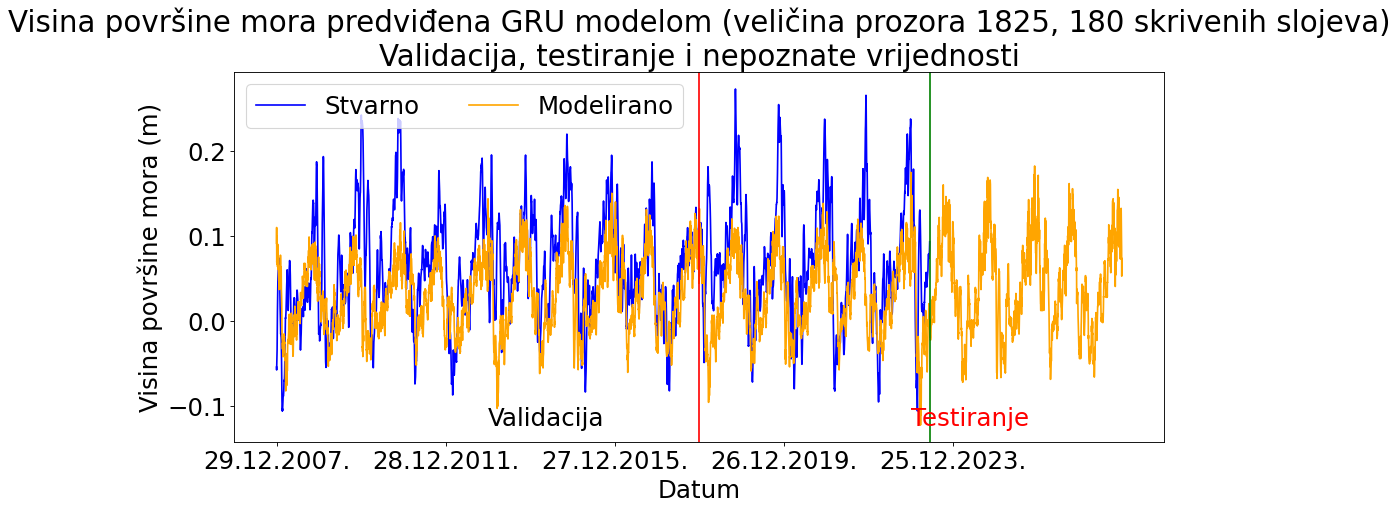 Visina površine mora predviđena GRU modelom (veličina prozora 1825, 180 skrivenih slojeva)
Validacija, testiranje i nepoznate vrijednosti
Stvarno
Modelirano
Visina površine mora (m)
0.2
0.1
0.0
−0.1
Validacija
Testiranje
29.12.2007.
28.12.2011.
27.12.2015.
26.12.2019.
25.12.2023.
Datum